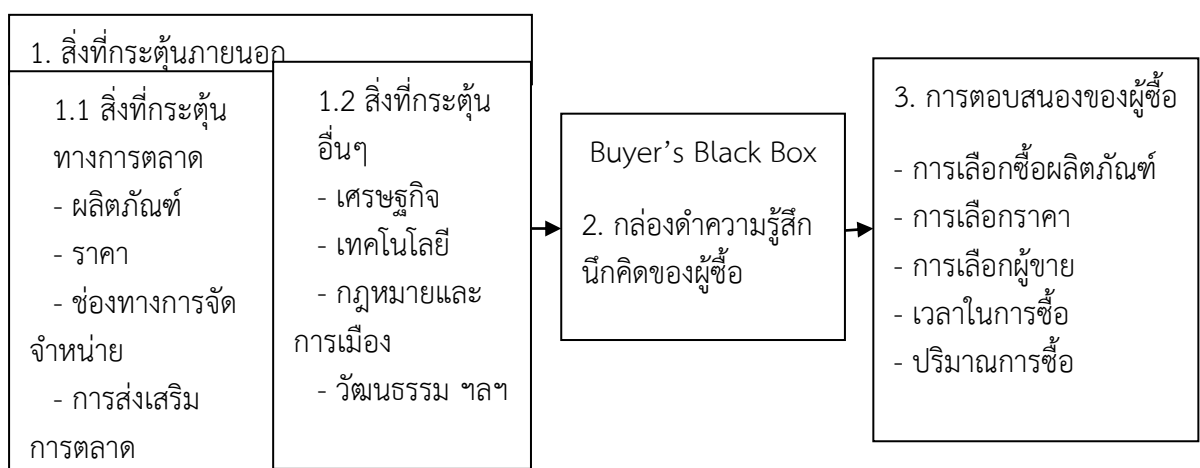 1. สิ่งที่กระตุ้นภายนอก
1.1 สิ่งที่กระตุ้น
ทางการตลาด
- ผลิตภัณฑ์
- ราคา
- ช่องทางการจัด
จำหน่าย
- การส่งเสริม
การตลาด
1.2 สิ่งที่กระตุ้น
อื่นๆ
- เศรษฐกิจ
- เทคโนโลยี
- กฎหมายและ
การเมือง
- วัฒนธรรม ฯลฯ
Buyer’s Black Box
2. กล่องดำความรู้สึก
นึกคิดของผู้ซื้อ
3. การตอบสนองของผู้ซื้อ
- การเลือกซื้อผลิตภัณฑ์
- การเลือกราคา
- การเลือกผู้ขาย
- เวลาในการซื้อ
- ปริมาณการซื้อ